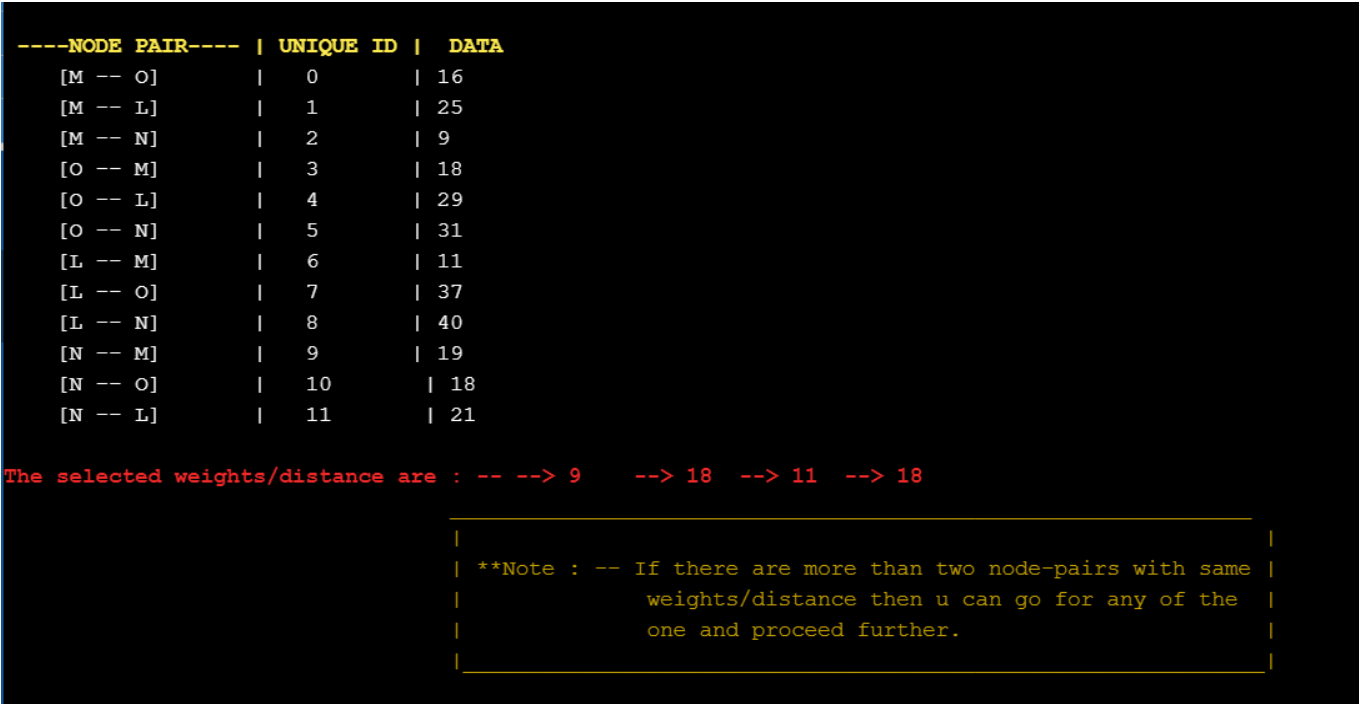 ----NODE PAIR---- | UNIQUE ID | DATA
[M -- O] | 0 | 16
[M -- L] | 1 | 25
[M -- N] | 2 | 9
[O -- M] | 3 | 18
[O -- L] | 4 | 29
[O -- N] | 5 | 31
[L -- M] | 6 | 11
[L -- O] | 7 | 37
[L -- N] | 8 | 40
[N -- M] | 9 | 19
[N -- O] | 10 | 18
[N -- L] | 11 | 21
The selected weights/distance are : -- --> 9 --> 18 --> 11 --> 18
**Note : -- If there are more than two node-pairs with same
weights/distance then u can go for any of the
one and proceed further.